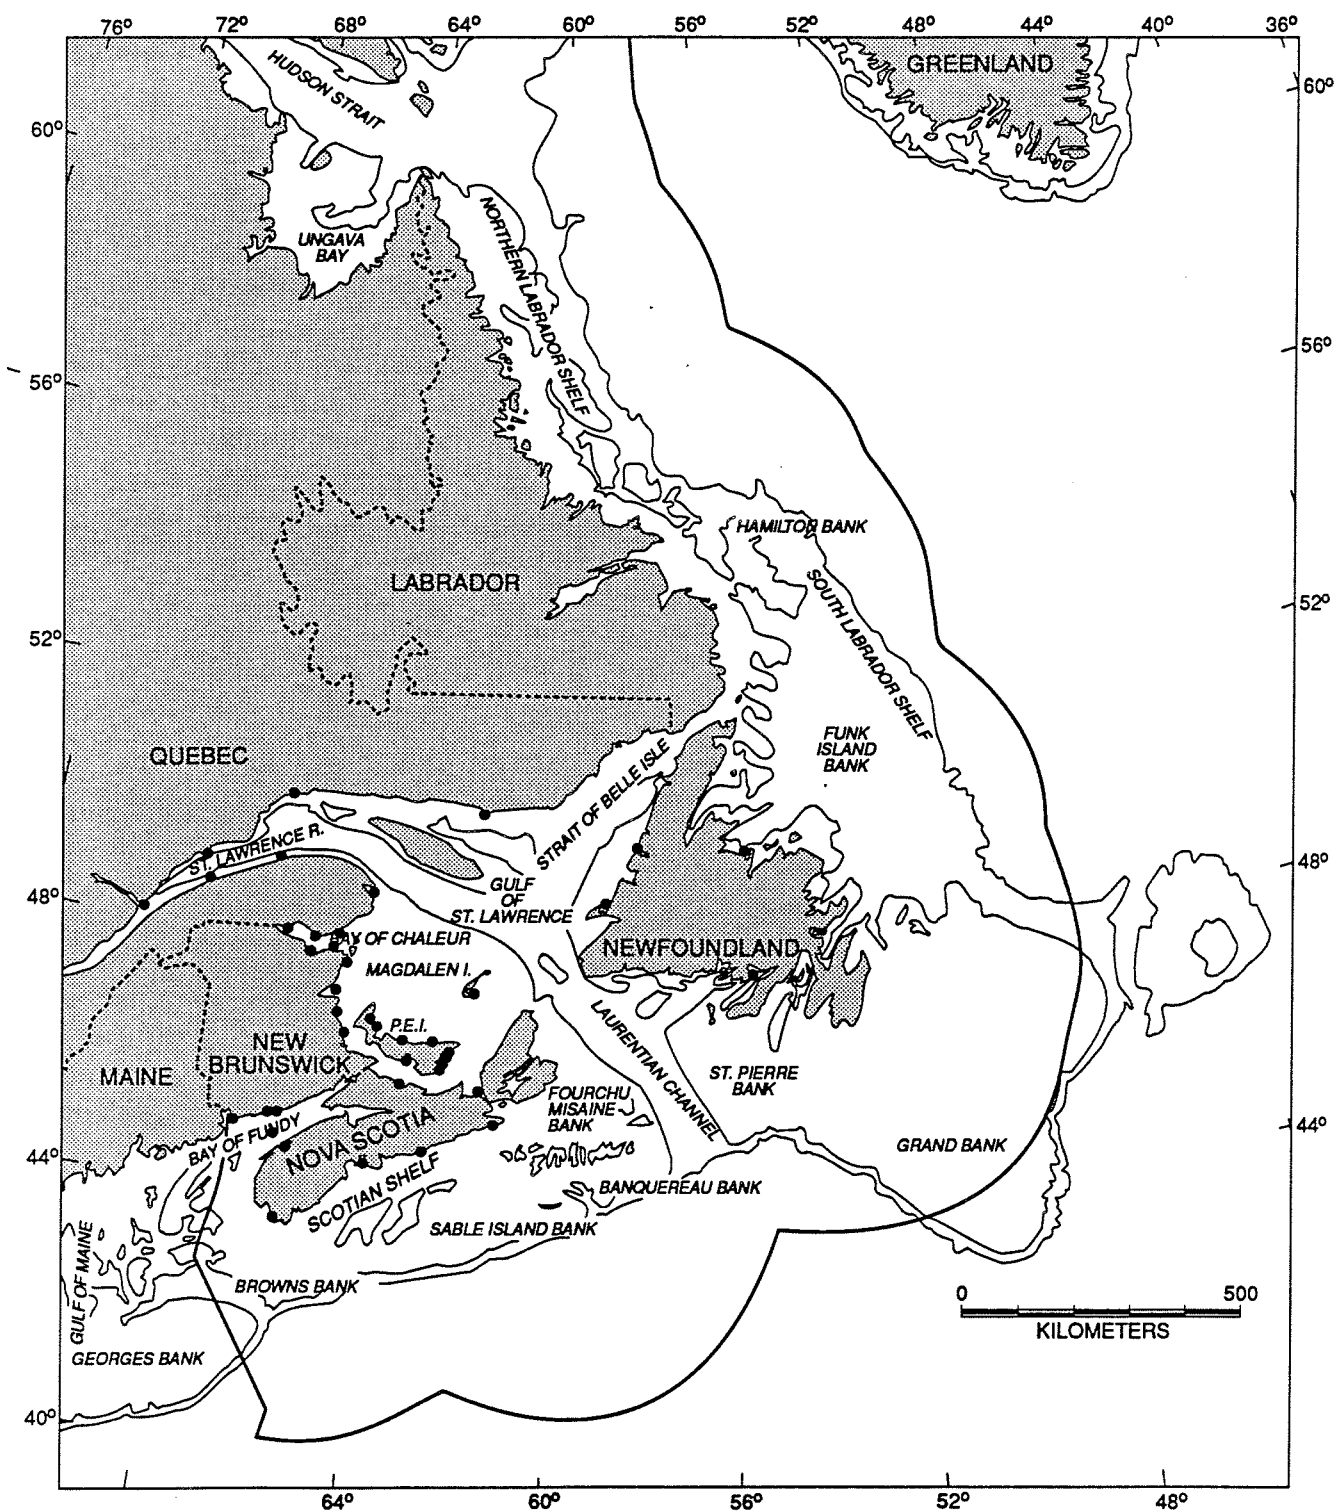 76° 72° 68° 64° 60° 56° 52° 48° 44° 40° 36°
GREENLAND
HUDSON STRAIT
60°
60°
UNGAVA
BAY
NORTHERN LABRADOR SHELF
56°
56°
HAMILTON BANK
LABRADOR
SOUTH LABRADOR SHELF
52°
52°
QUEBEC
FUNK
ISLAND
BANK
STRAIT OF BELLE ISLE
ST. LAWRENCE R.
48°
48°
GULF
OF
ST. LAWRENCE
BAY OF CHALEUR
NEWFOUNDLAND
MAGDALEN I.
P.E.I.
LAURENTIAN CHANNEL
NEW
BRUNSWICK
MAINE
ST. PIERRE
BANK
FOURCHU
MISAINE
BANK
BAY OF FUNDY
NOVA SCOTIA
GRAND BANK
44°
44°
SCOTIAN SHELF
BANQUEREAU BANK
SABLE ISLAND BANK
GULF OF MAINE
BROWNS BANK
0 500
KILOMETERS
GEORGES BANK
40°
64° 60° 56° 52° 48°